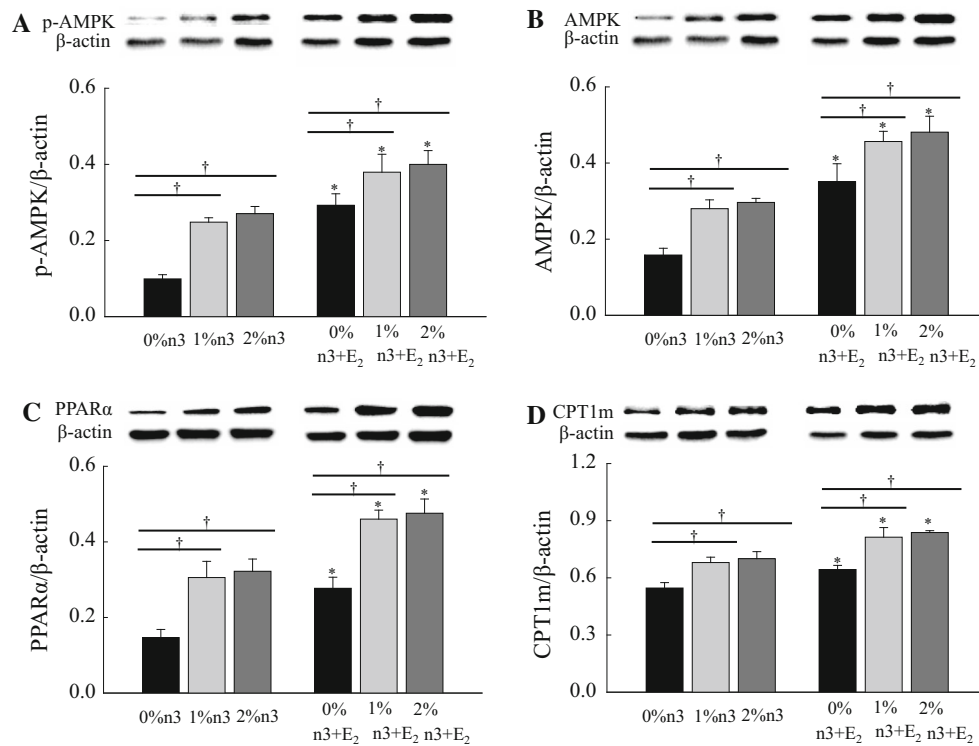 A
p-AMPK
β-actin
0.6
0.4
0.2
0.0
p-AMPK/β-actin
†
†
†
†
*
*
*
0%n3
1%n3
2%n3
0% 1% 2%
n3+E₂ n3+E₂ n3+E₂
B
AMPK
β-actin
0.6
0.4
0.2
0.0
AMPK/β-actin
†
†
†
†
*
*
*
0%n3
1%n3
2%n3
0% 1% 2%
n3+E₂ n3+E₂ n3+E₂
C
PPARα
β-actin
0.6
0.4
0.2
0.0
PPARα/β-actin
†
†
†
†
*
*
*
0%n3
1%n3
2%n3
0% 1% 2%
n3+E₂ n3+E₂ n3+E₂
D
CPT1m
β-actin
1.2
0.9
0.6
0.3
0.0
CPT1m/β-actin
†
†
†
†
*
*
*
0%n3
1%n3
2%n3
0% 1% 2%
n3+E₂ n3+E₂ n3+E₂